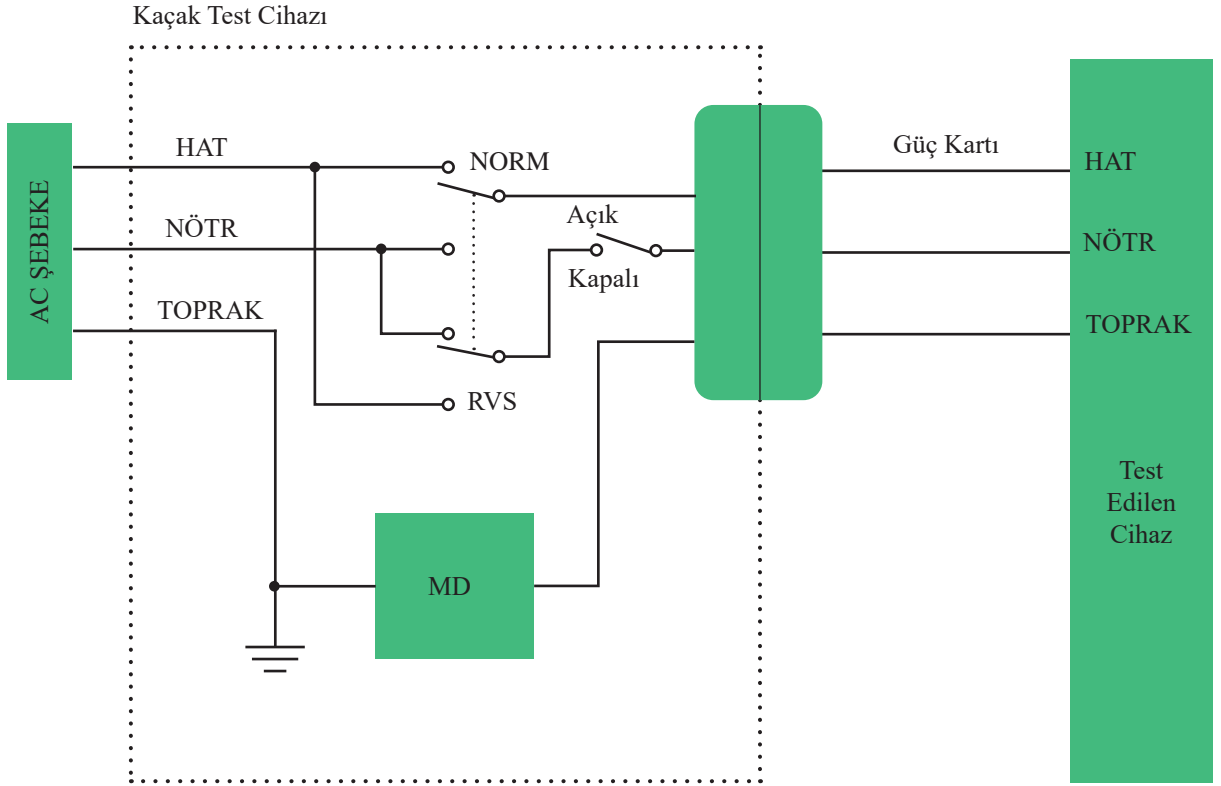 Kaçak Test Cihazı
AC ŞEBEKE
HAT
NÖTR
TOPRAK
NORM
Açık
Kapalı
RVS
MD
Güç Kartı
HAT
NÖTR
TOPRAK
Test
Edilen
Cihaz